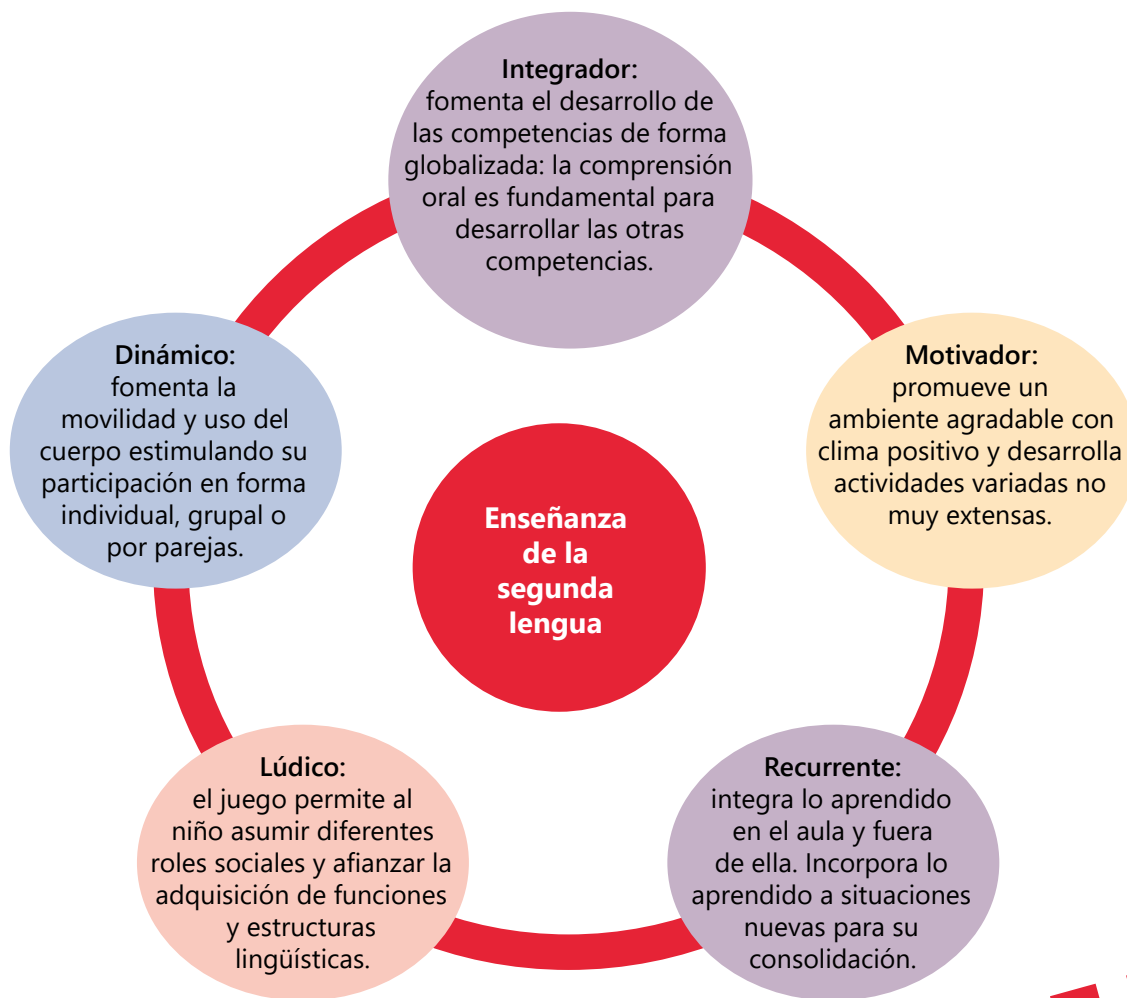 Integrador:
fomenta el desarrollo de
las competencias de forma
globalizada: la comprensión
oral es fundamental para
desarrollar las otras
competencias.
Dinámico:
fomenta la
movilidad y uso del
cuerpo estimulando su
participación en forma
individual, grupal o
por parejas.
Motivador:
promueve un
ambiente agradable con
clima positivo y desarrolla
actividades variadas no
muy extensas.
Enseñanza
de la
segunda
lengua
Lúdico:
el juego permite al
niño asumir diferentes
roles sociales y afianzar la
adquisición de funciones
y estructuras
lingüísticas.
Recurrente:
integra lo aprendido
en el aula y fuera
de ella. Incorpora lo
aprendido a situaciones
nuevas para su
consolidación.